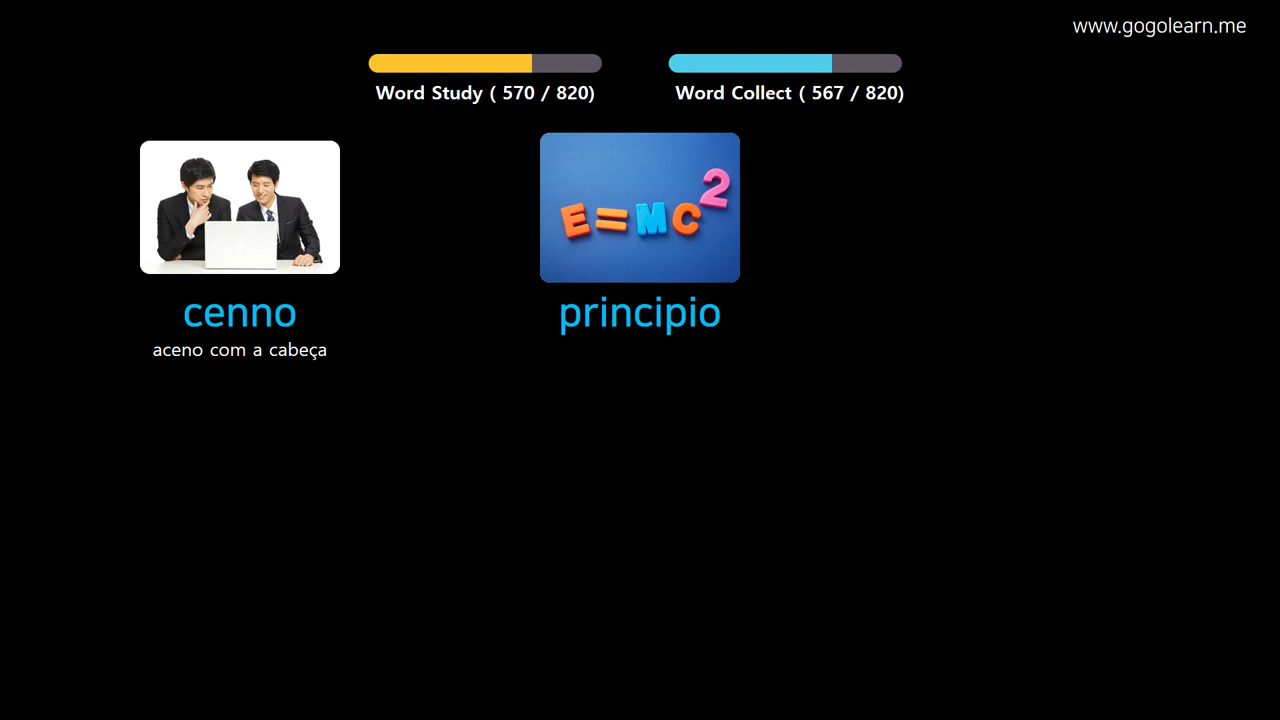 www.gogolearn.me
Word Study ( 570 / 820)
Word Collect ( 567 / 820)
E=MC2
cenno
principio
aceno com a cabeça